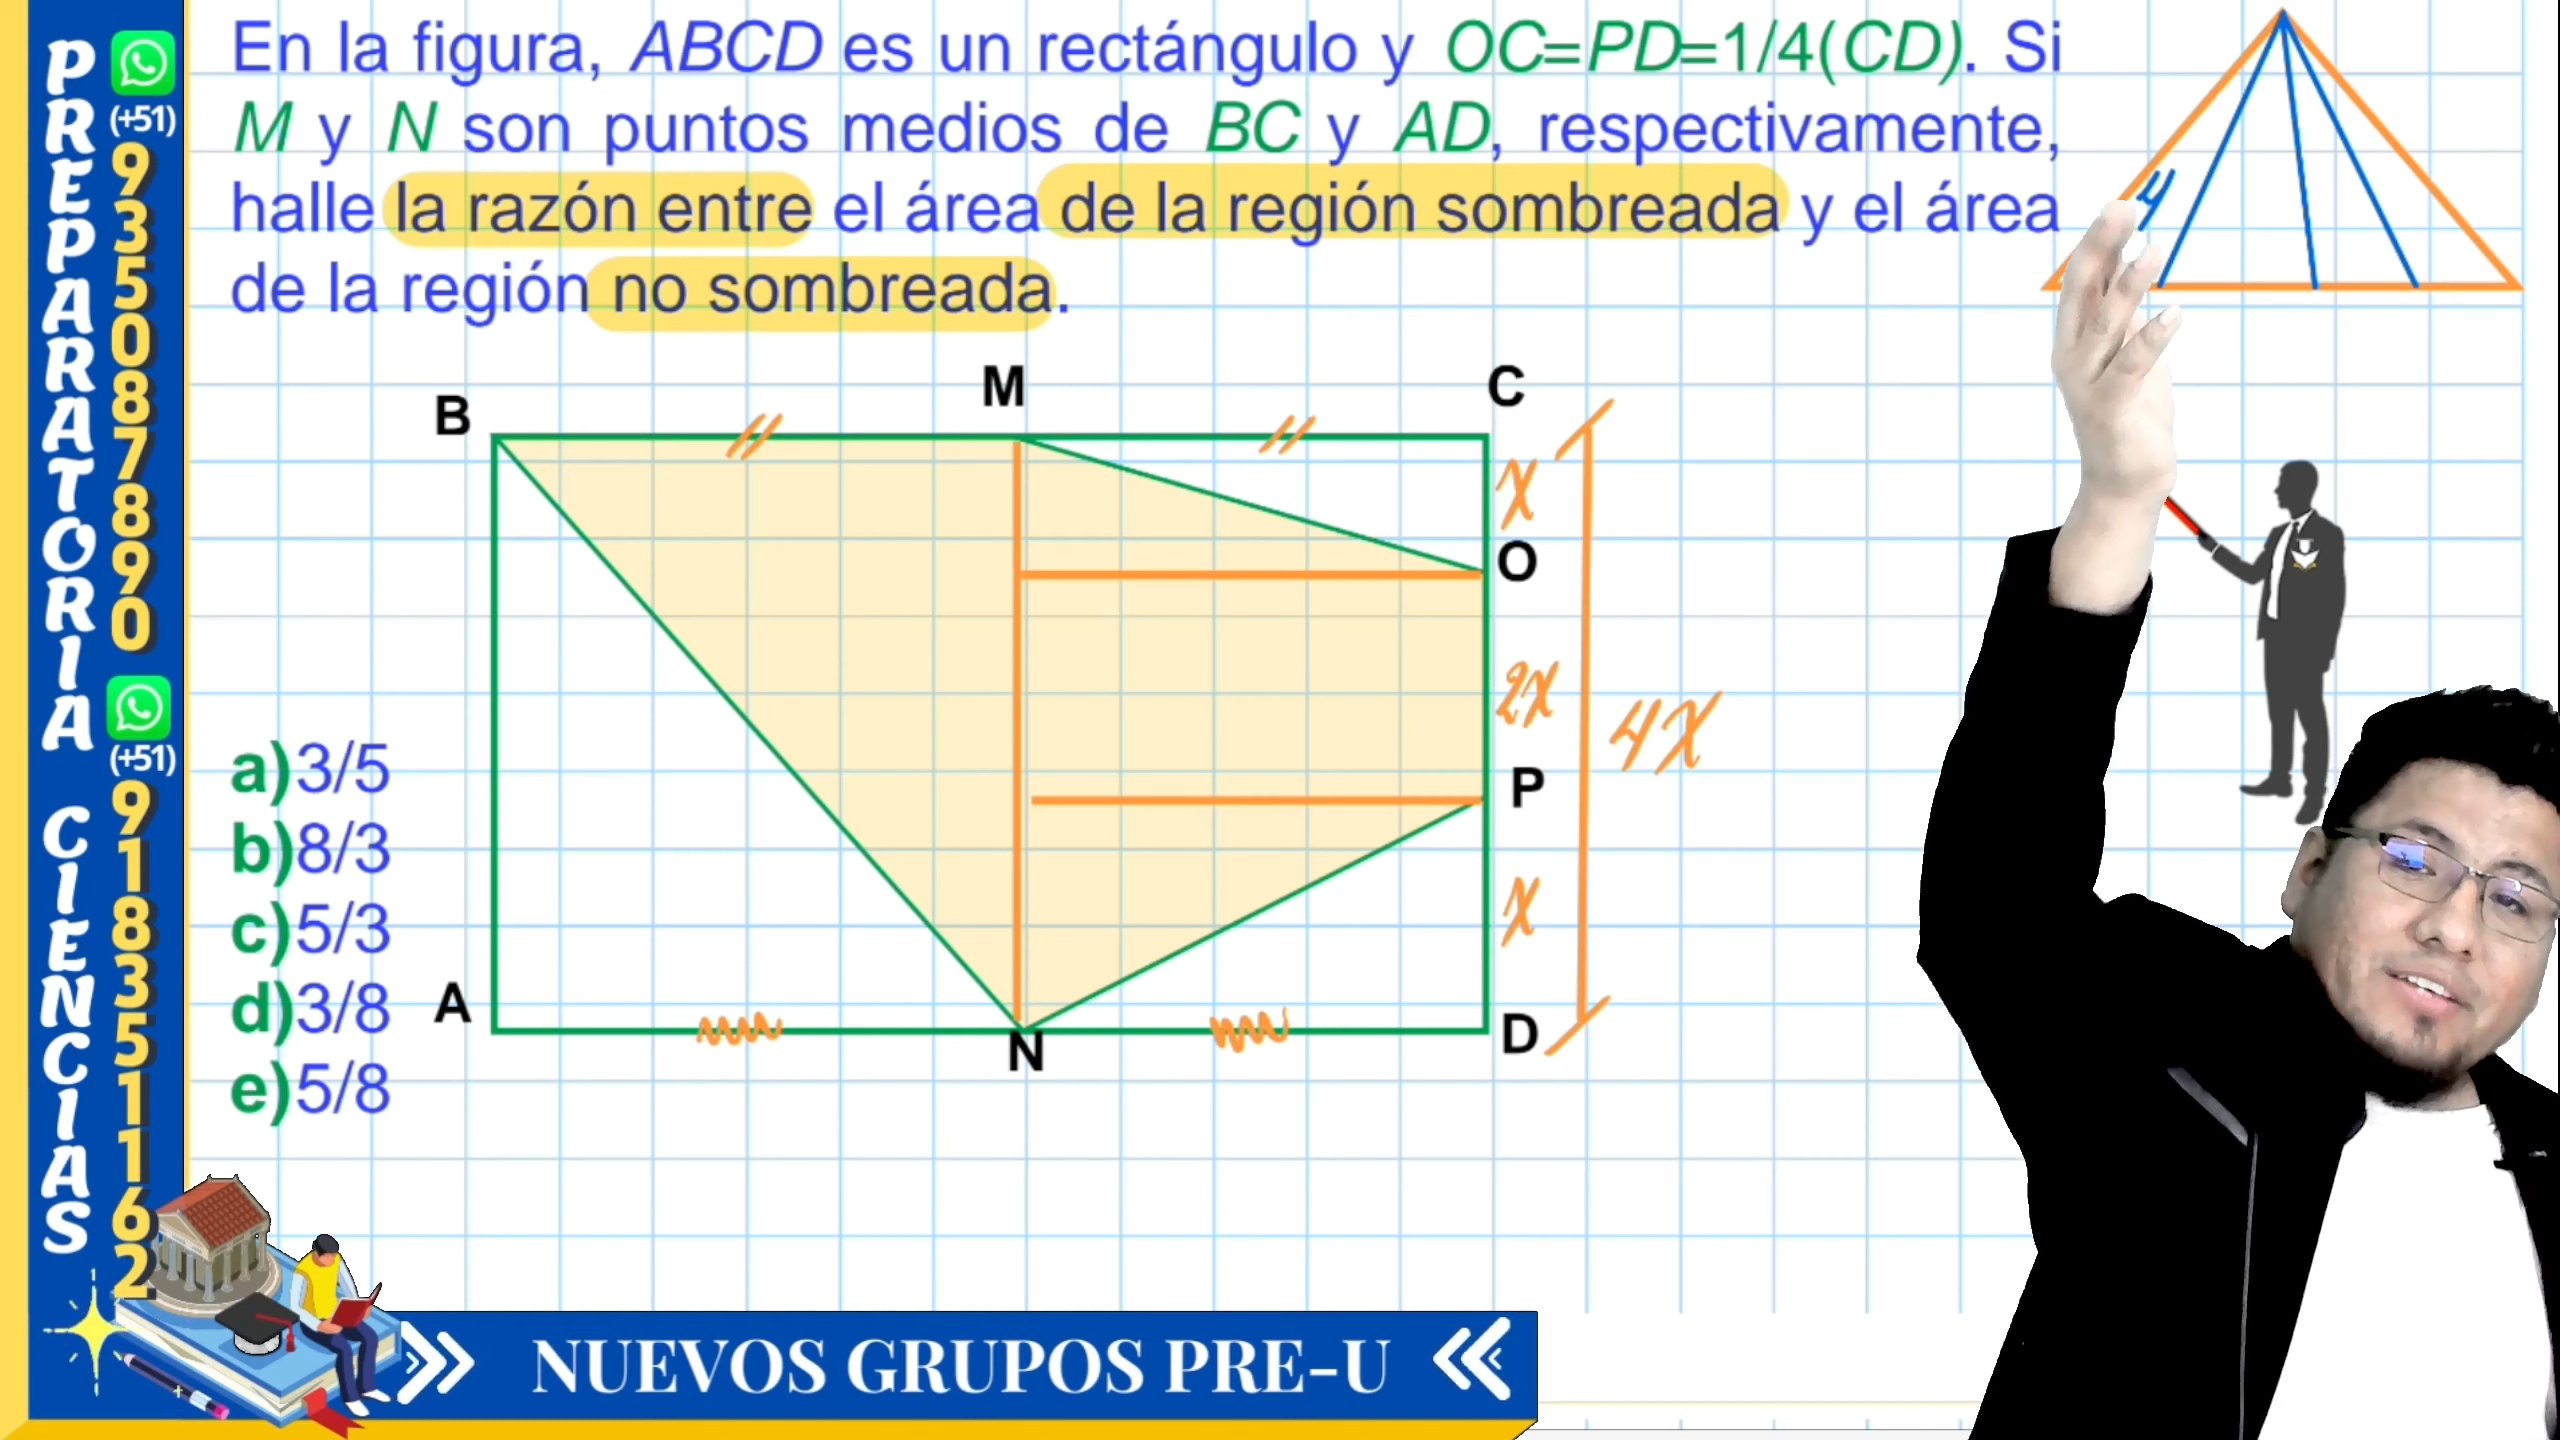 En la figura, ABCD es un rectángulo y OC=PD=1/4(CD). Si
M y N son puntos medios de BC y AD, respectivamente,
halle la razón entre el área de la región sombreada y el área
de la región no sombreada.
PREPARATORIA CIENCIAS
(+51)
935087890
(+51)
918351162
4
B
M
C
x
O
2x
4x
P
x
A
N
D
a)3/5
b)8/3
c)5/3
d)3/8
e)5/8
NUEVOS GRUPOS PRE-U